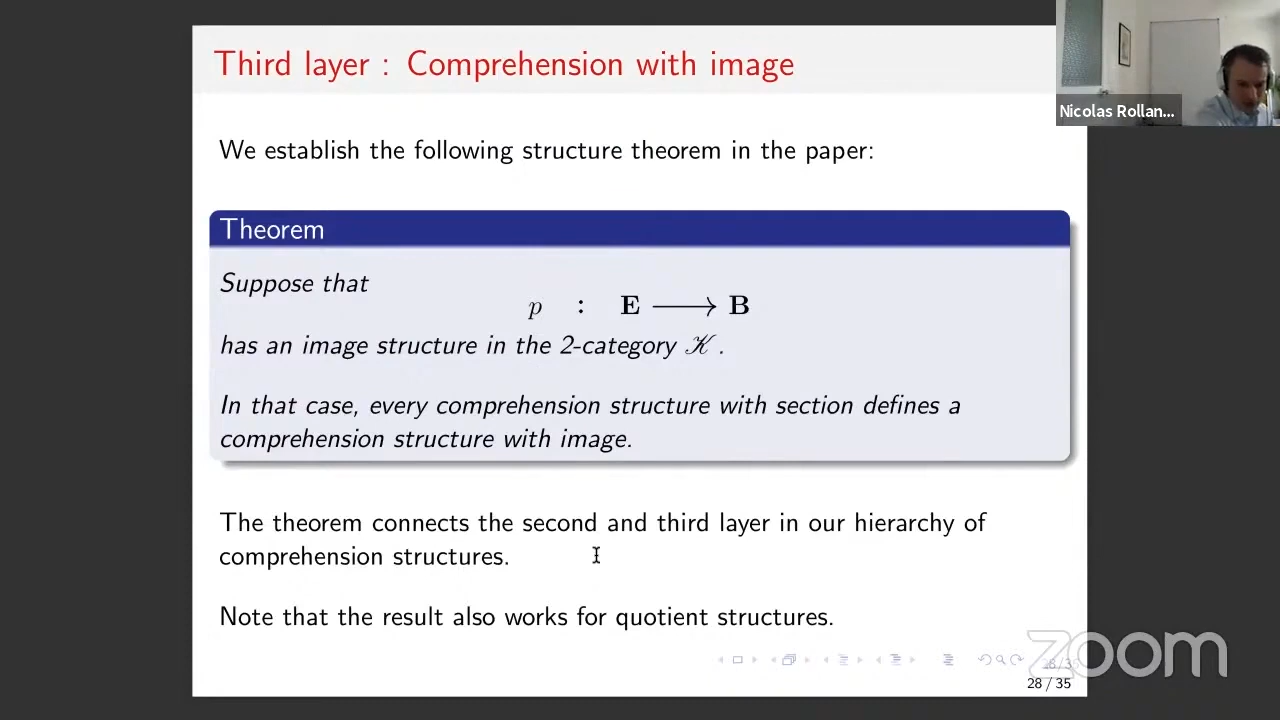 Third layer : Comprehension with image
Nicolas Rollan...
We establish the following structure theorem in the paper:
Theorem
Suppose that
p : E ⟶ B
has an image structure in the 2-category 𝒦 .
In that case, every comprehension structure with section defines a
comprehension structure with image.
The theorem connects the second and third layer in our hierarchy of
comprehension structures.
Note that the result also works for quotient structures.
zoom
28/35
28 / 35